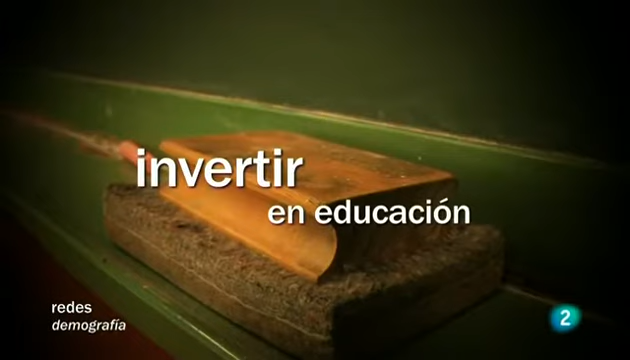 invertir
en educación
redes
demografía
2